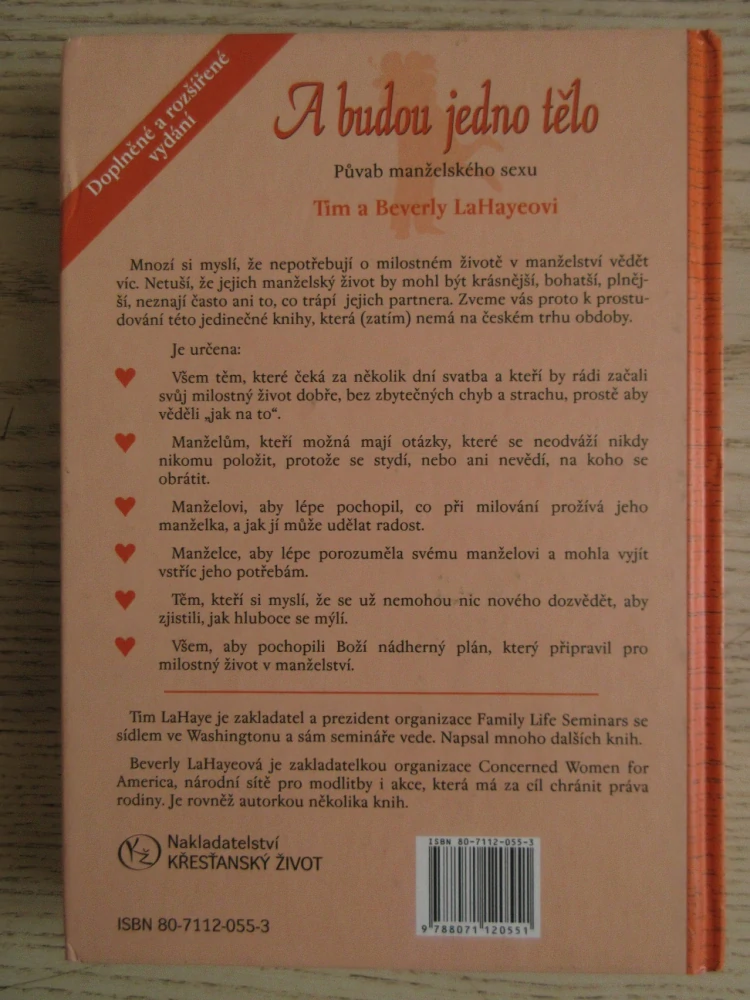 Doplněné a rozšířené
vydání
A budou jedno tělo
Půvab manželského sexu
Tim a Beverly LaHayeovi
Mnozí si myslí, že nepotřebují o milostném životě v manželství vědět
víc. Netuší, že jejich manželský život by mohl být krásnější, bohatší, plněj-
ší, neznají často ani to, co trápí jejich partnera. Zveme vás proto k prostu-
dování této jedinečné knihy, která (zatím) nemá na českém trhu obdoby.
Je určena:
Všem těm, které čeká za několik dní svatba a kteří by rádi začali
svůj milostný život dobře, bez zbytečných chyb a strachu, prostě aby
věděli „jak na to“.
Manželům, kteří možná mají otázky, které se neodváží nikdy
nikomu položit, protože se stydí, nebo ani nevědí, na koho se
obrátit.
Manželovi, aby lépe pochopil, co při milování prožívá jeho
manželka, a jak jí může udělat radost.
Manželce, aby lépe porozuměla svému manželovi a mohla vyjít
vstříc jeho potřebám.
Těm, kteří si myslí, že se už nemohou nic nového dozvědět, aby
zjistili, jak hluboce se mýlí.
Všem, aby pochopili Boží nádherný plán, který připravil pro
milostný život v manželství.
Tim LaHaye je zakladatel a prezident organizace Family Life Seminars se
sídlem ve Washingtonu a sám semináře vede. Napsal mnoho dalších knih.
Beverly LaHayeová je zakladatelkou organizace Concerned Women for
America, národní sítě pro modlitby i akce, která má za cíl chránit práva
rodiny. Je rovněž autorkou několika knih.
KŽ
Nakladatelství
KŘESŤANSKÝ ŽIVOT
ISBN 80-7112-055-3
ISBN 80-7112-055-3
9 788071 120551